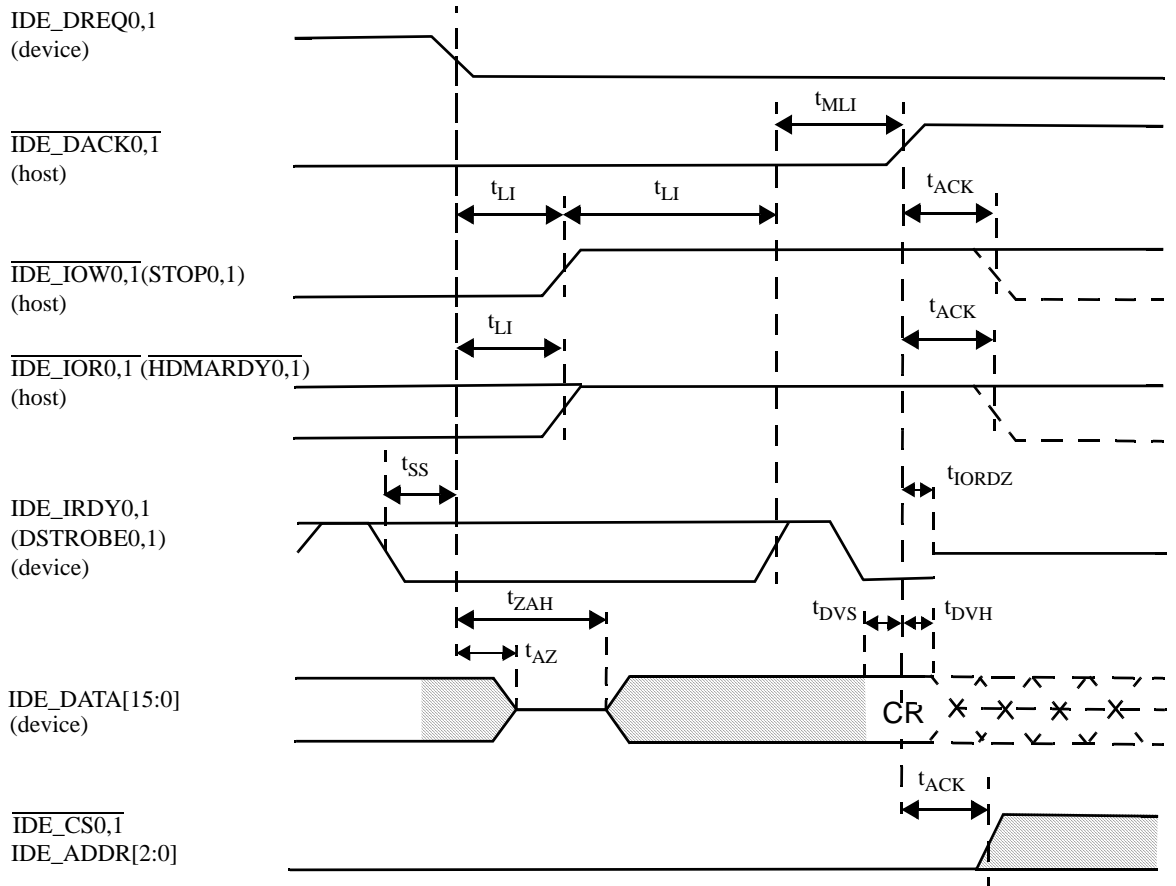 IDE_DREQ0,1
(device)
tMLI
IDE_DACK0,1
(host)
tLI
tLI
tACK
IDE_IOW0,1(STOP0,1)
(host)
tLI
tACK
IDE_IOR0,1 (HDMARDY0,1)
(host)
tSS
tIORDZ
IDE_IRDY0,1
(DSTROBE0,1)
(device)
tZAH
tDVS
tDVH
tAZ
IDE_DATA[15:0]
(device)
CR
tACK
IDE_CS0,1
IDE_ADDR[2:0]